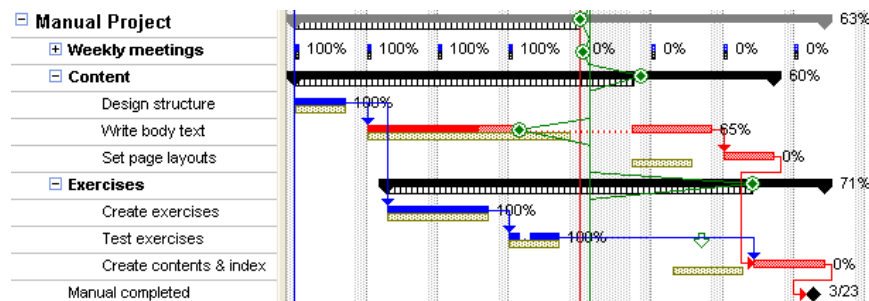 Manual Project 63%
Weekly meetings 100% 100% 100% 100% 0% 0% 0% 0%
Content 60%
Design structure 100%
Write body text 65%
Set page layouts 0%
Exercises 71%
Create exercises 100%
Test exercises 100%
Create contents & index 0%
Manual completed 3/23